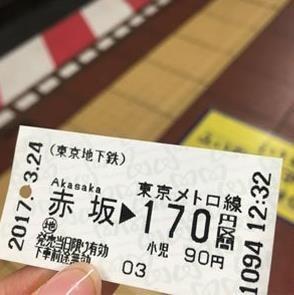 (東京地下鉄)
Akasaka
赤坂▶170円区間
東京メトロ線
地
小児 90円
発売当日限り有効
下車前途無効
03
2017.-3.24
1094 12:32